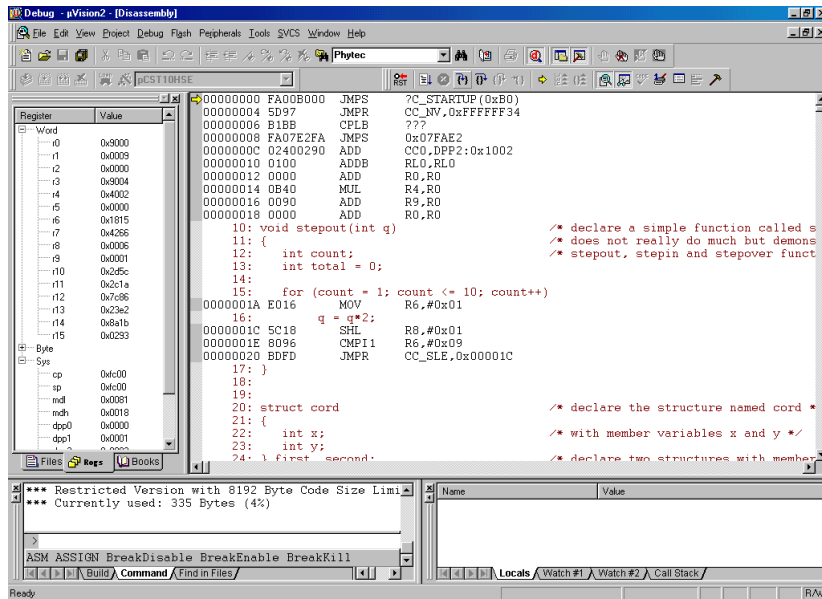 Debug - µVision2 - [Disassembly]
File Edit View Project Debug Flash Peripherals Tools SVCS Window Help
Phytec
pCST10HSE
RST
Register Value
Word
r0 0x9000
r1 0x0009
r2 0x0000
r3 0x9004
r4 0x4002
r5 0x0000
r6 0x1815
r7 0x4266
r8 0x0006
r9 0x0001
r10 0x2d5c
r11 0x2c1a
r12 0x7c86
r13 0x23e2
r14 0x8a1b
r15 0x0293
Byte
Sys
cp 0xfc00
sp 0xfc00
mdl 0x0081
mdh 0x0018
dpp0 0x0000
dpp1 0x0001
Files Regs Books
00000000 FA00B000 JMPS ?C_STARTUP(0xB0)
00000004 5D97 JMPR CC_NV,0xFFFFFF34
00000006 B1BB CPLB ???
00000008 FA07E2FA JMPS 0x07FAE2
0000000C 02400290 ADD CC0,DPP2:0x1002
00000010 0100 ADDB RL0,RL0
00000012 0000 ADD R0,R0
00000014 0B40 MUL R4,R0
00000016 0090 ADD R9,R0
00000018 0000 ADD R0,R0
10: void stepout(int q) /* declare a simple function called s
11: { /* does not really do much but demons
12: int count; /* stepout, stepin and stepover funct
13: int total = 0;
14:
15: for (count = 1; count <= 10; count++)
0000001A E016 MOV R6,#0x01
16: q = q*2;
0000001C 5C18 SHL R8,#0x01
0000001E 8096 CMPI1 R6,#0x09
00000020 BDFD JMPR CC_SLE,0x00001C
17: }
18:
19:
20: struct cord /* declare the structure named cord *
21: {
22: int x; /* with member variables x and y */
23: int y;
24: } first, second; /* declare two structures with member
*** Restricted Version with 8192 Byte Code Size Limi
*** Currently used: 335 Bytes (4%)
>
ASM ASSIGN BreakDisable BreakEnable BreakKill
Build Command Find in Files
Name Value
Locals Watch #1 Watch #2 Call Stack
Ready R/W